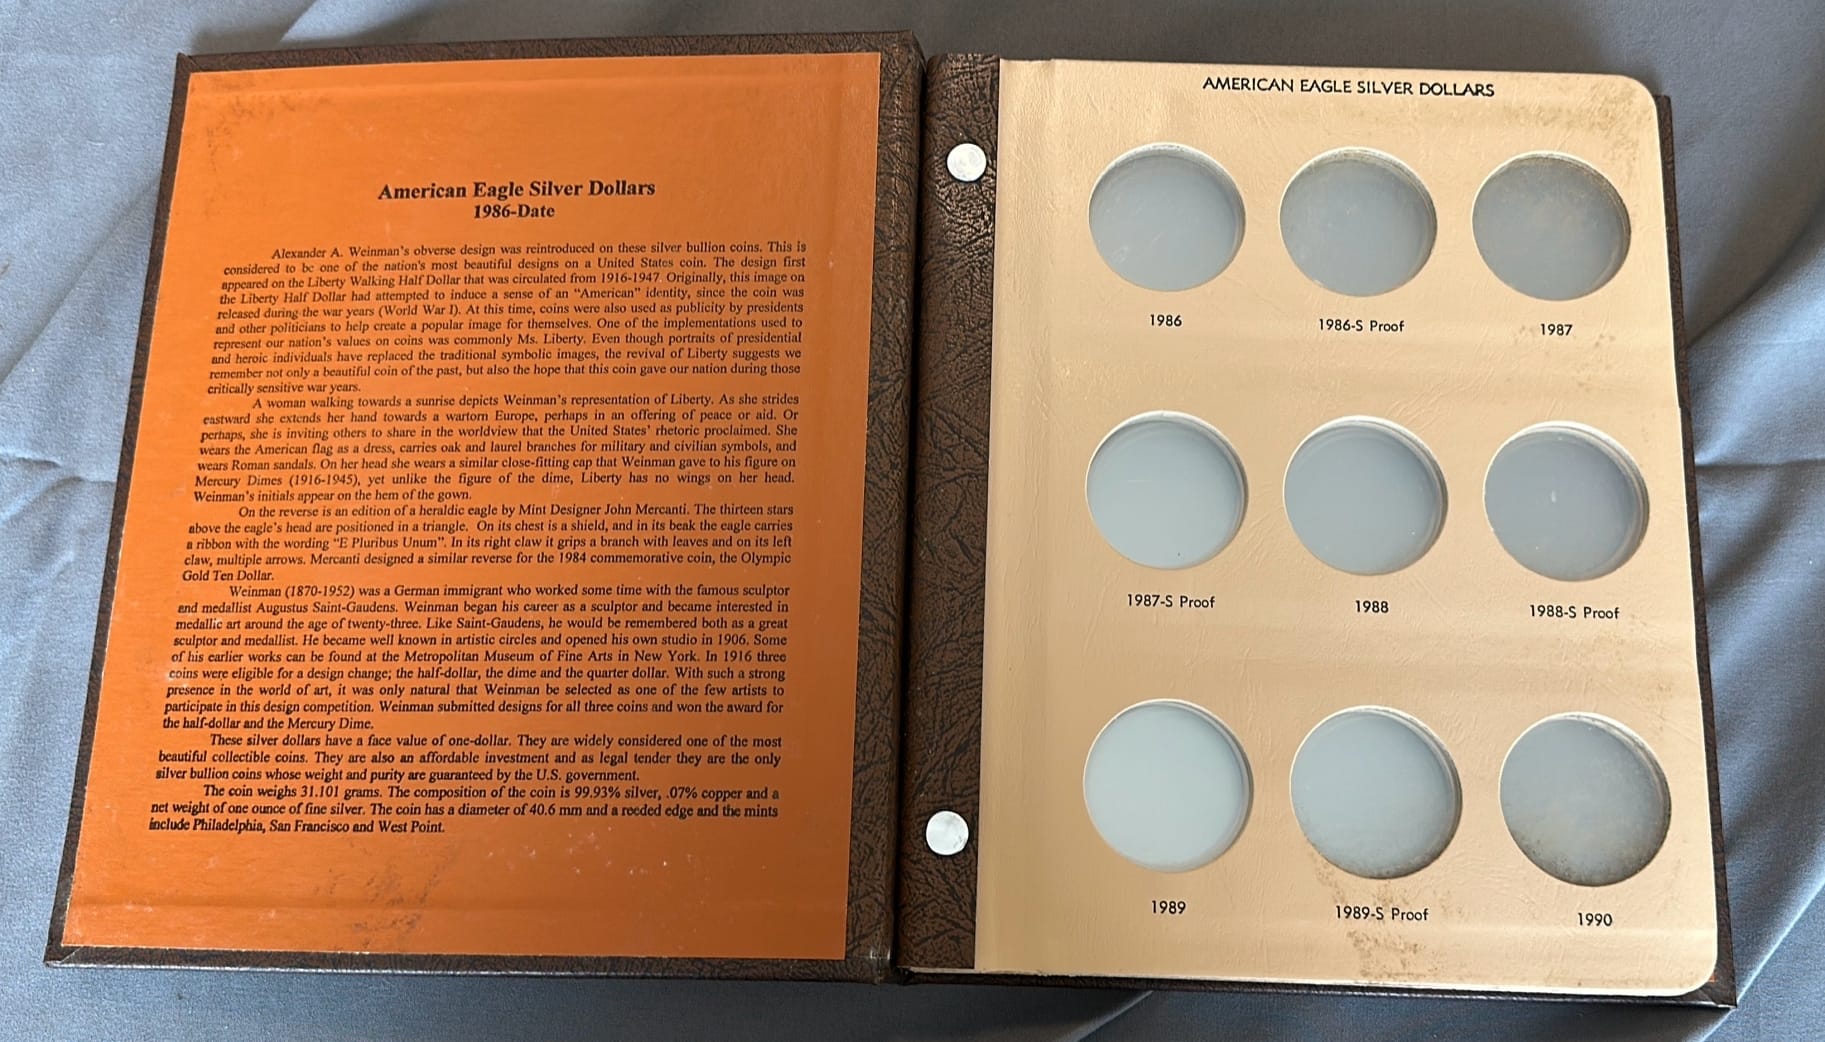 American Eagle Silver Dollars
1986-Date
Alexander A. Weinman's obverse design was reintroduced on these silver bullion coins. This is
considered to be one of the nation's most beautiful designs on a United States coin. The design first
appeared on the Liberty Walking Half Dollar that was circulated from 1916-1947. Originally, this image on
the Liberty Half Dollar had attempted to induce a sense of an "American" identity, since the coin was
released during the war years (World War I). At this time, coins were also used as publicity by presidents
and other politicians to help create a popular image for themselves. One of the implementations used to
represent our nation's values on coins was commonly Ms. Liberty. Even though portraits of presidential
and heroic individuals have replaced the traditional symbolic images, the revival of Liberty suggests we
remember not only a beautiful coin of the past, but also the hope that this coin gave our nation during those
critically sensitive war years.
A woman walking towards a sunrise depicts Weinman's representation of Liberty. As she strides
eastward she extends her hand towards a wartorn Europe, perhaps in an offering of peace or aid. Or
perhaps, she is inviting others to share in the worldview that the United States' rhetoric proclaimed. She
wears the American flag as a dress, carries oak and laurel branches for military and civilian symbols, and
wears Roman sandals. On her head she wears a similar close-fitting cap that Weinman gave to his figure on
Mercury Dimes (1916-1945), yet unlike the figure of the dime, Liberty has no wings on her head.
Weinman's initials appear on the hem of the gown.
On the reverse is an edition of a heraldic eagle by Mint Designer John Mercanti. The thirteen stars
above the eagle's head are positioned in a triangle. On its chest is a shield, and in its beak the eagle carries
a ribbon with the wording "E Pluribus Unum". In its right claw it grips a branch with leaves and on its left
claw, multiple arrows. Mercanti designed a similar reverse for the 1984 commemorative coin, the Olympic
Gold Ten Dollar.
Weinman (1870-1952) was a German immigrant who worked some time with the famous sculptor
and medallist Augustus Saint-Gaudens. Weinman began his career as a sculptor and became interested in
medallic art around the age of twenty-three. Like Saint-Gaudens, he would be remembered both as a great
sculptor and medallist. He became well known in artistic circles and opened his own studio in 1906. Some
of his earlier works can be found at the Metropolitan Museum of Fine Arts in New York. In 1916 three
coins were eligible for a design change; the half-dollar, the dime and the quarter dollar. With such a strong
presence in the world of art, it was only natural that Weinman be selected as one of the few artists to
participate in this design competition. Weinman submitted designs for all three coins and won the award for
the half-dollar and the Mercury Dime.
These silver dollars have a face value of one-dollar. They are widely considered one of the most
beautiful collectible coins. They are also an affordable investment and as legal tender they are the only
silver bullion coins whose weight and purity are guaranteed by the U.S. government.
The coin weighs 31.101 grams. The composition of the coin is 99.93% silver, .07% copper and a
net weight of one ounce of fine silver. The coin has a diameter of 40.6 mm and a reeded edge and the mints
include Philadelphia, San Francisco and West Point.
AMERICAN EAGLE SILVER DOLLARS
1986
1986-S Proof
1987
1987-S Proof
1988
1988-S Proof
1989
1989-S Proof
1990